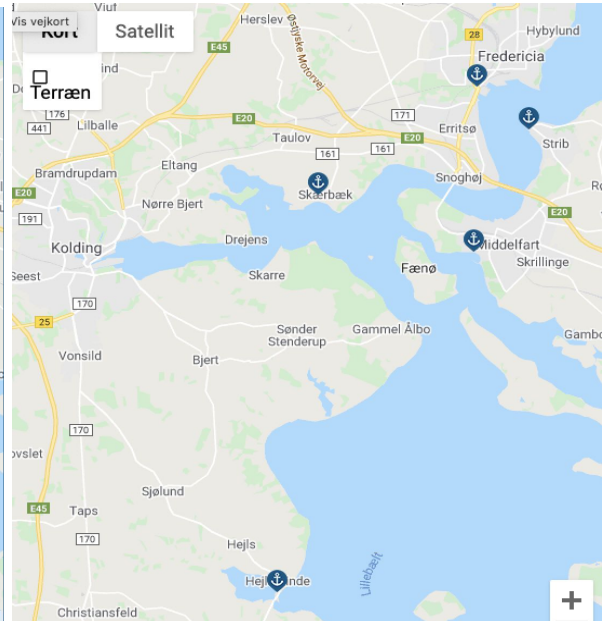 Viuf
Vis vejkort
Kort
Satellit
Herslev
Østjyske Motorvej
28
Hybylund
E45
Fredericia
Terræn
176
E20
171
441
Lilballe
Taulov
E20
Erritsø
Strib
161
161
Bramdrupdam
Eltang
Snoghøj
E20
Skærbæk
191
Nørre Bjert
E20
Kolding
Drejens
Middelfart
Seest
Skarre
Fænø
Skrillinge
170
25
Sønder
Stenderup
Gammel Ålbo
Vonsild
Bjert
170
Sjølund
E45
Taps
170
Hejls
Lillebælt
Christiansfeld
+